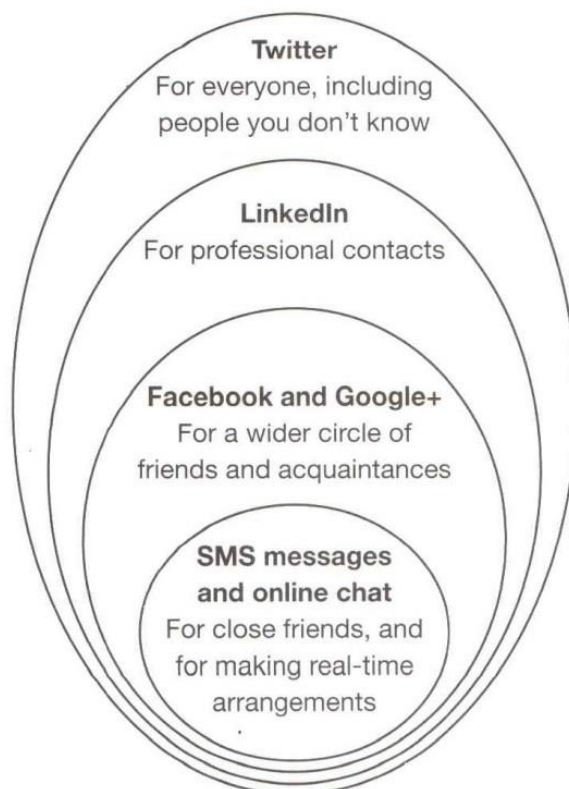 Twitter
For everyone, including
people you don't know
LinkedIn
For professional contacts
Facebook and Google+
For a wider circle of
friends and acquaintances
SMS messages
and online chat
For close friends, and
for making real-time
arrangements